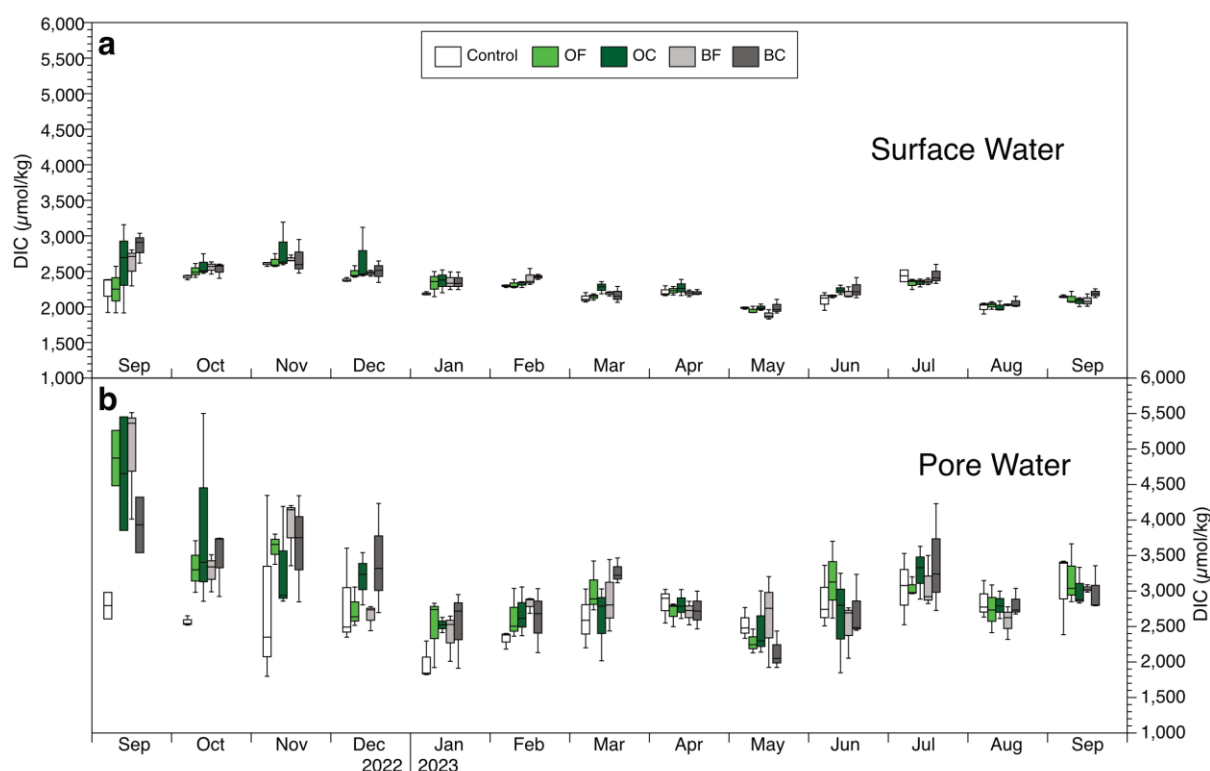 a
Control OF OC BF BC
Surface Water
DIC (µmol/kg)
6,000
5,500
5,000
4,500
4,000
3,500
3,000
2,500
2,000
1,000
Sep Oct Nov Dec Jan Feb Mar Apr May Jun Jul Aug Sep
b
Pore Water
DIC (µmol/kg)
6,000
5,500
5,000
4,500
4,000
3,500
3,000
2,500
2,000
1,500
1,000
Sep Oct Nov Dec Jan Feb Mar Apr May Jun Jul Aug Sep
2022 2023